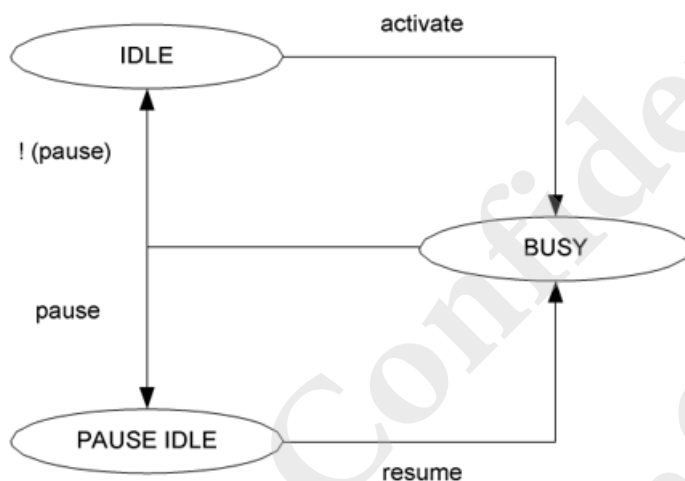 activate
IDLE
! (pause)
BUSY
pause
PAUSE IDLE
resume